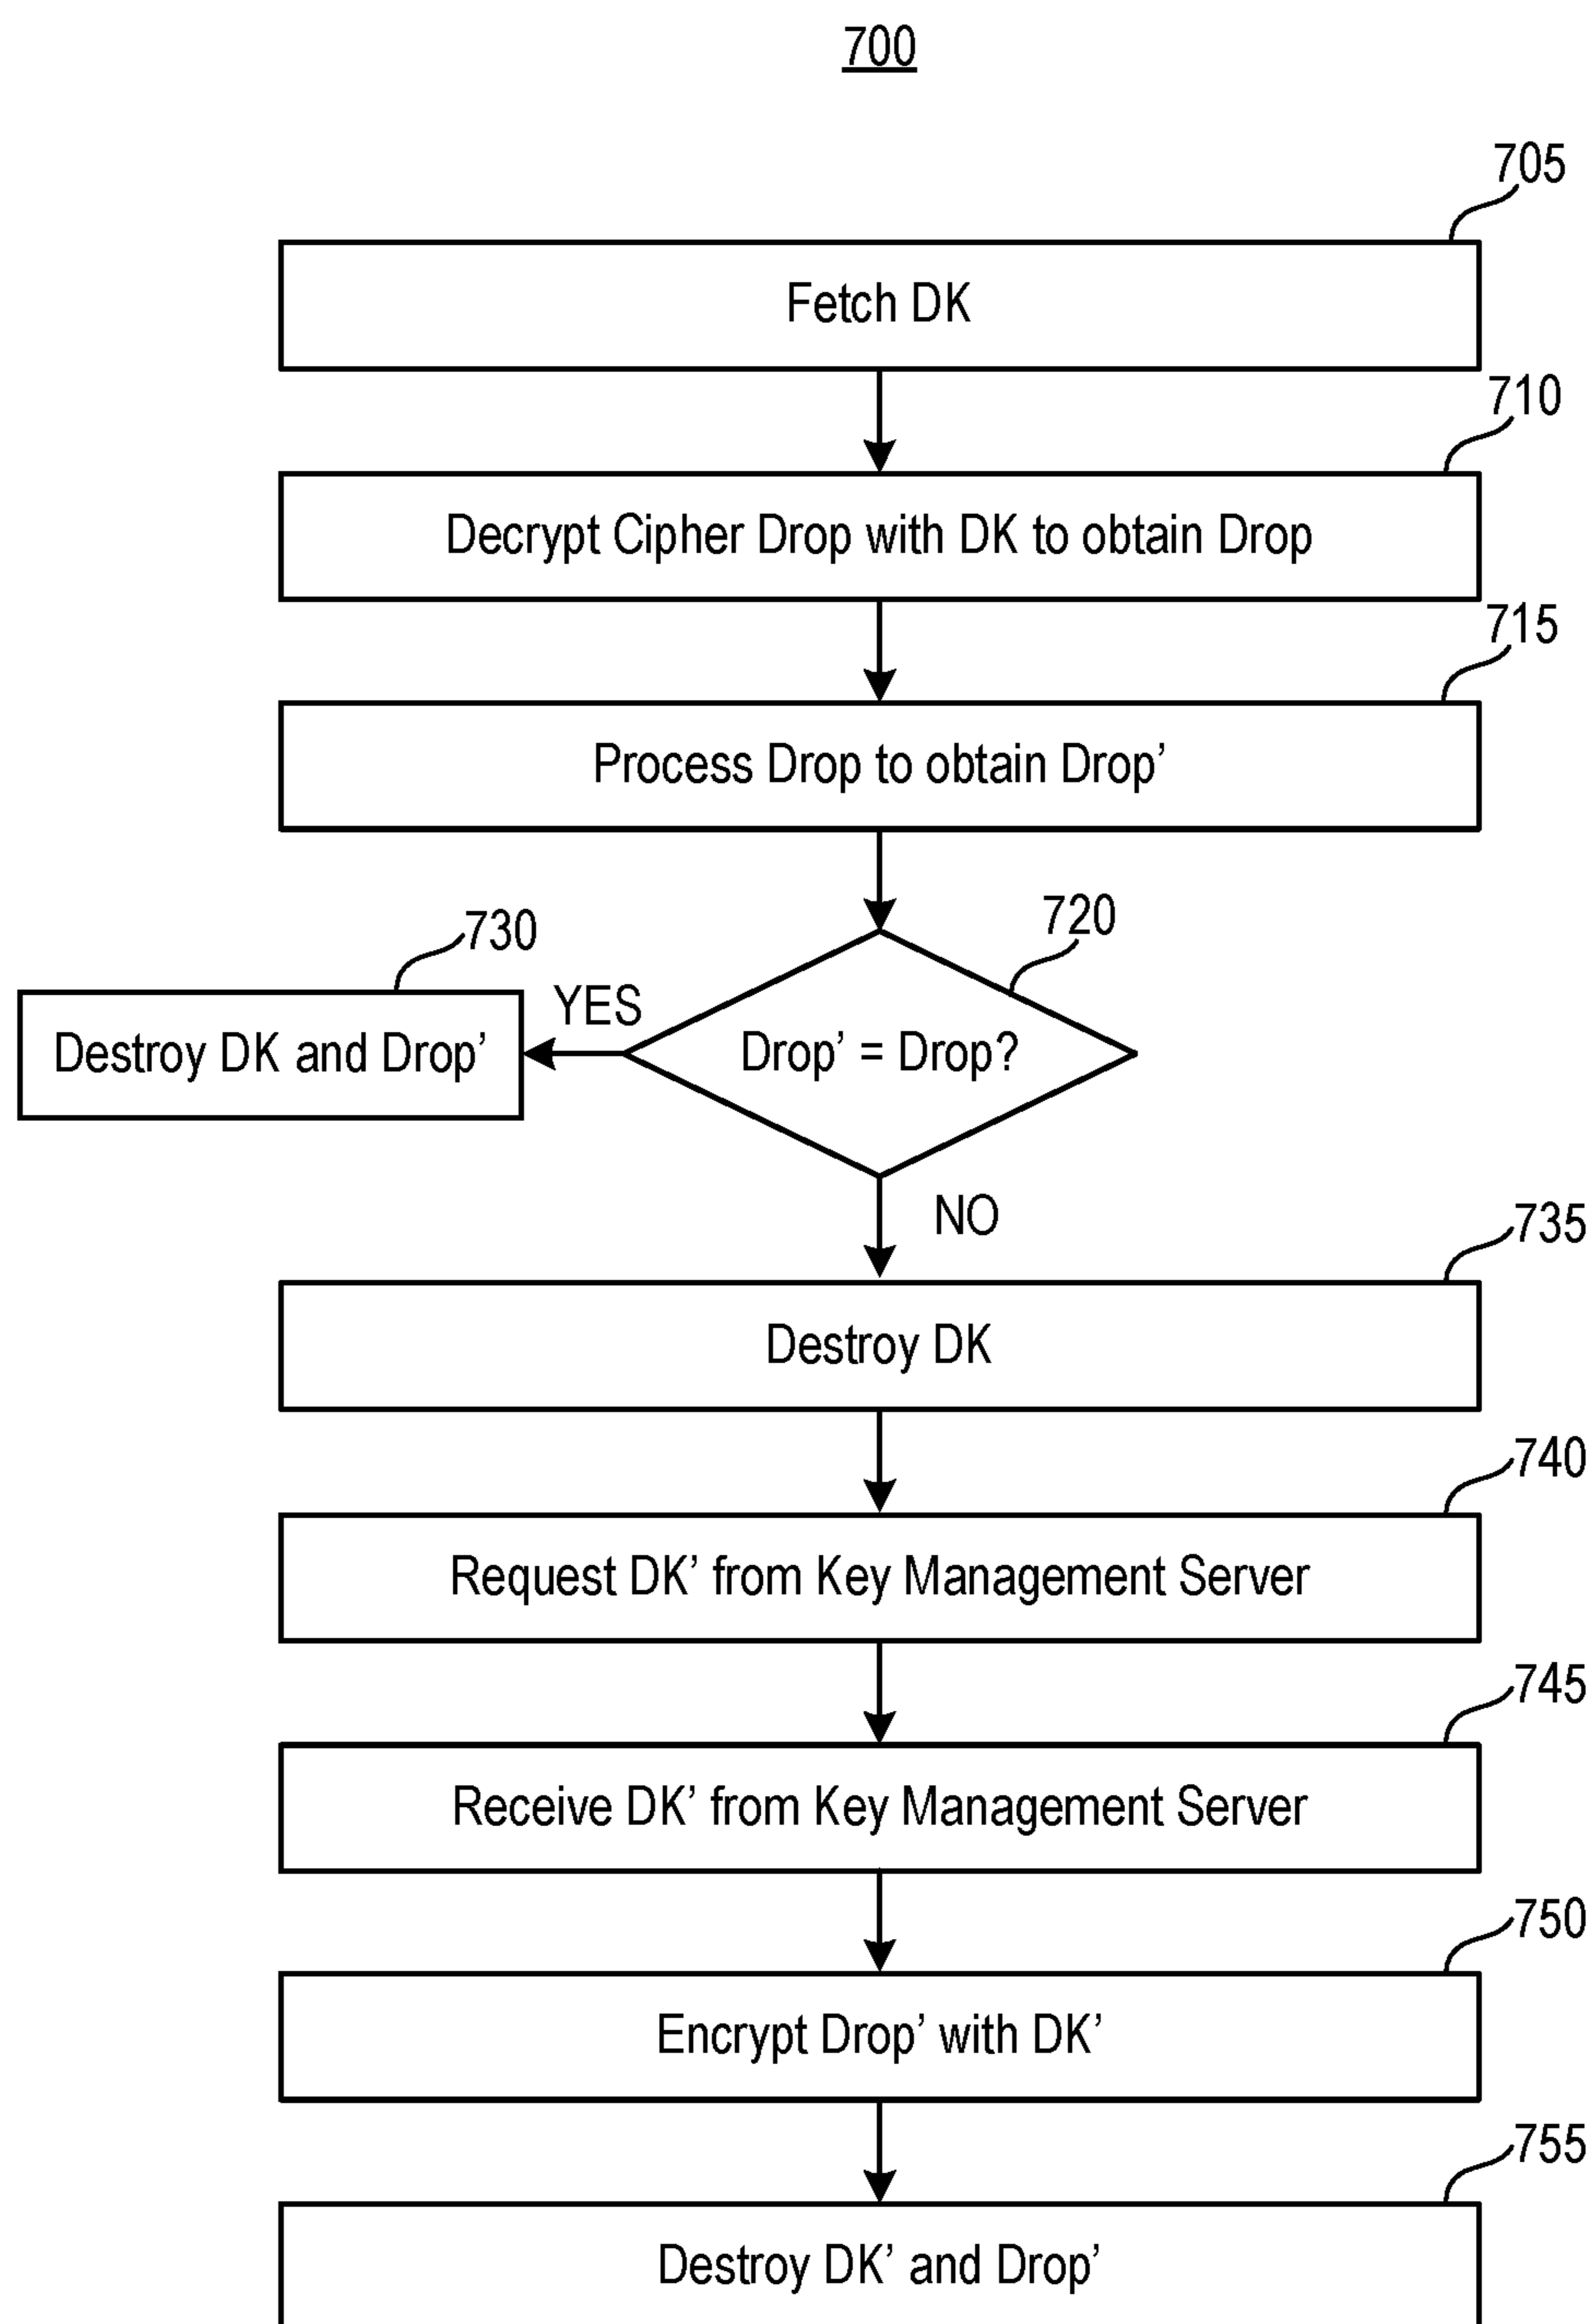 700
705
Fetch DK
710
Decrypt Cipher Drop with DK to obtain Drop
715
Process Drop to obtain Drop’
720
730
YES
Destroy DK and Drop’
Drop’ = Drop?
NO
735
Destroy DK
740
Request DK’ from Key Management Server
745
Receive DK’ from Key Management Server
750
Encrypt Drop’ with DK’
755
Destroy DK’ and Drop’